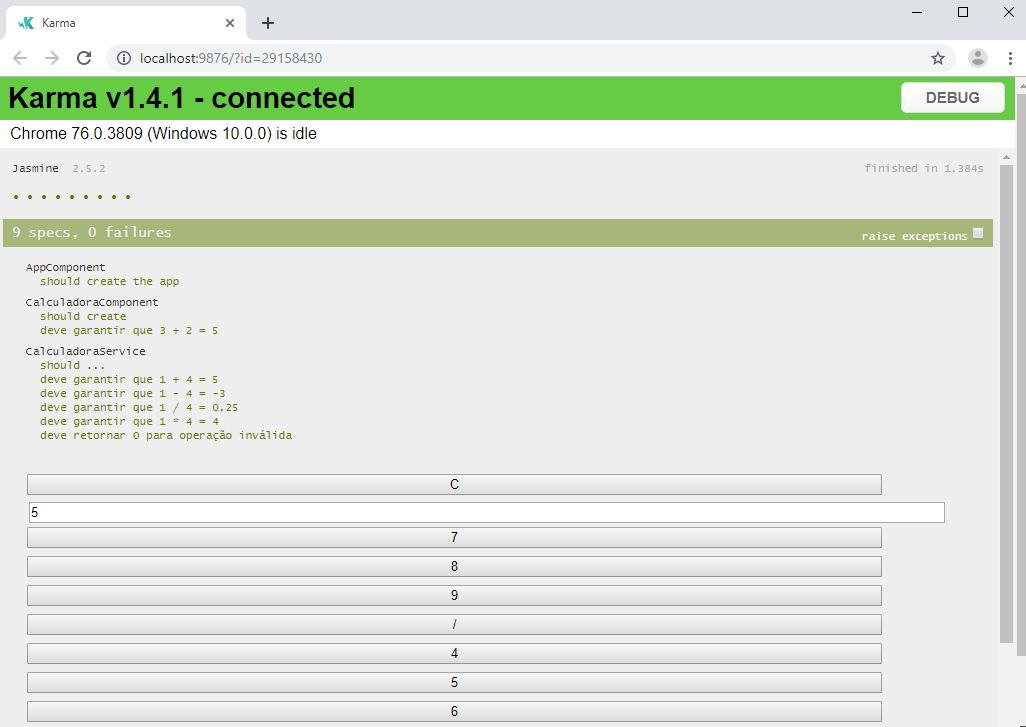 Karma
localhost:9876/?id=29158430
Karma v1.4.1 - connected
DEBUG
Chrome 76.0.3809 (Windows 10.0.0) is idle
Jasmine 2.5.2
finished in 1.384s
9 specs, 0 failures
raise exceptions
AppComponent
should create the app
CalculadoraComponent
should create
deve garantir que 3 + 2 = 5
CalculadoraService
should ...
deve garantir que 1 + 4 = 5
deve garantir que 1 - 4 = -3
deve garantir que 1 / 4 = 0.25
deve garantir que 1 * 4 = 4
deve retornar 0 para operação inválida
C
5
7
8
9
/
4
5
6